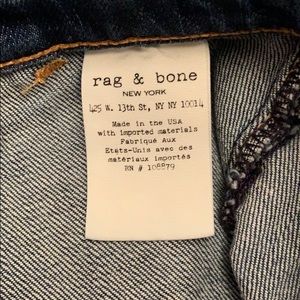 rag & bone
NEW YORK
425 W. 13th St, NY NY 10014
Made in the USA
with imported materials
Fabriqué Aux
Etats-Unis avec des
matériaux importés
RN # 108879